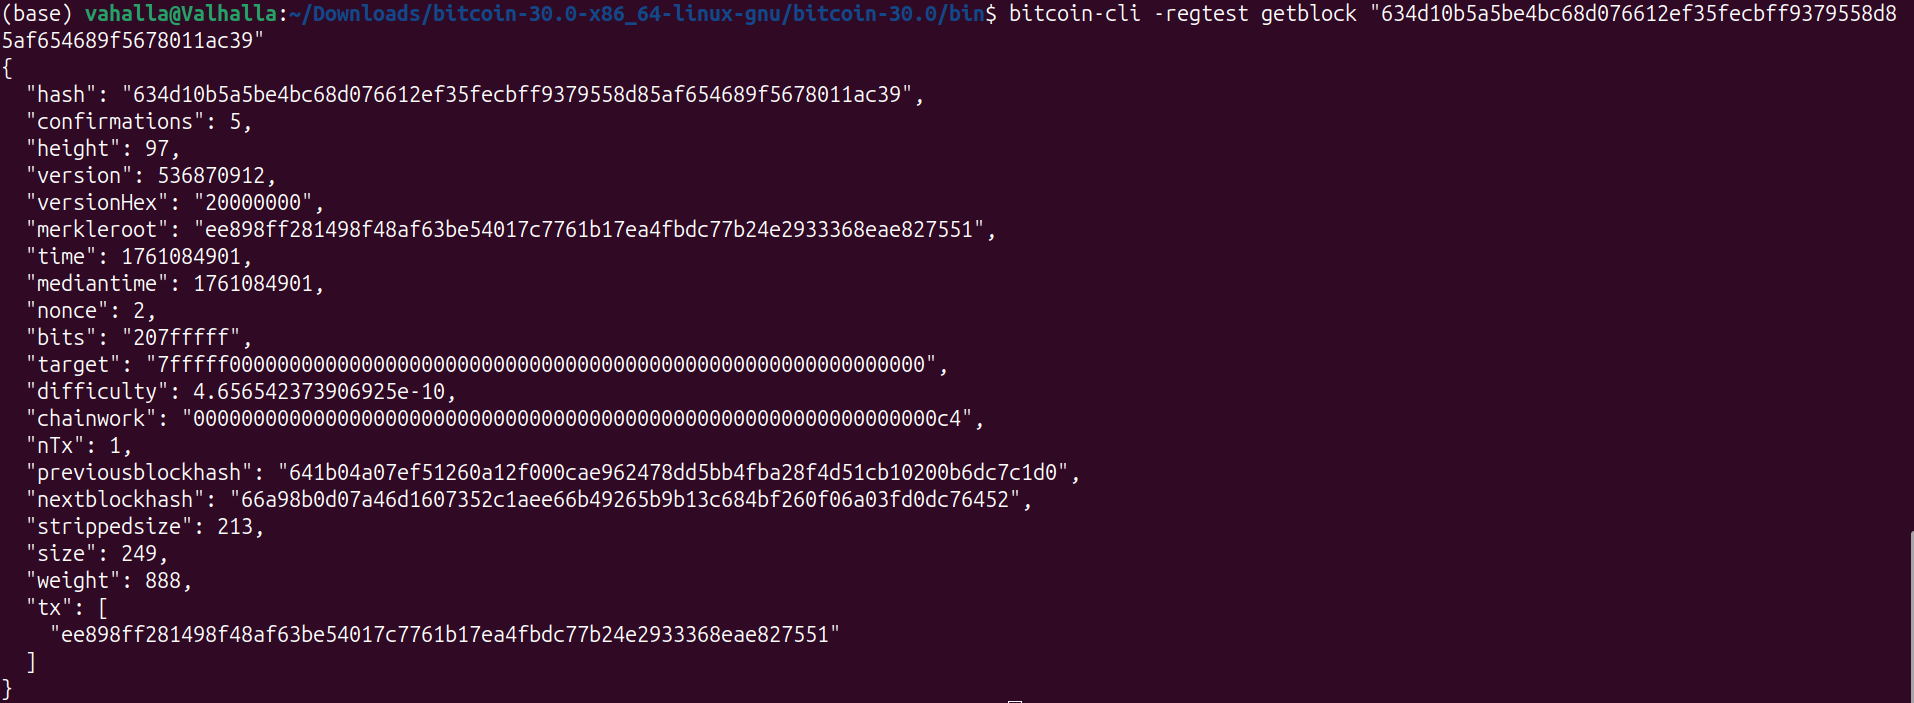 (base) vahalla@Valhalla:~/Downloads/bitcoin-30.0-x86_64-linux-gnu/bitcoin-30.0/bin$ bitcoin-cli -regtest getblock "634d10b5a5be4bc68d076612ef35fecbff9379558d8
5af654689f5678011ac39"
{
  "hash": "634d10b5a5be4bc68d076612ef35fecbff9379558d85af654689f5678011ac39",
  "confirmations": 5,
  "height": 97,
  "version": 536870912,
  "versionHex": "20000000",
  "merkleroot": "ee898ff281498f48af63be54017c7761b17ea4fbdc77b24e2933368eae827551",
  "time": 1761084901,
  "mediantime": 1761084901,
  "nonce": 2,
  "bits": "207fffff",
  "target": "7fffff0000000000000000000000000000000000000000000000000000000000",
  "difficulty": 4.656542373906925e-10,
  "chainwork": "00000000000000000000000000000000000000000000000000000000000000c4",
  "nTx": 1,
  "previousblockhash": "641b04a07ef51260a12f000cae962478dd5bb4fba28f4d51cb10200b6dc7c1d0",
  "nextblockhash": "66a98b0d07a46d1607352c1aee66b49265b9b13c684bf260f06a03fd0dc76452",
  "strippedsize": 213,
  "size": 249,
  "weight": 888,
  "tx": [
    "ee898ff281498f48af63be54017c7761b17ea4fbdc77b24e2933368eae827551"
  ]
}